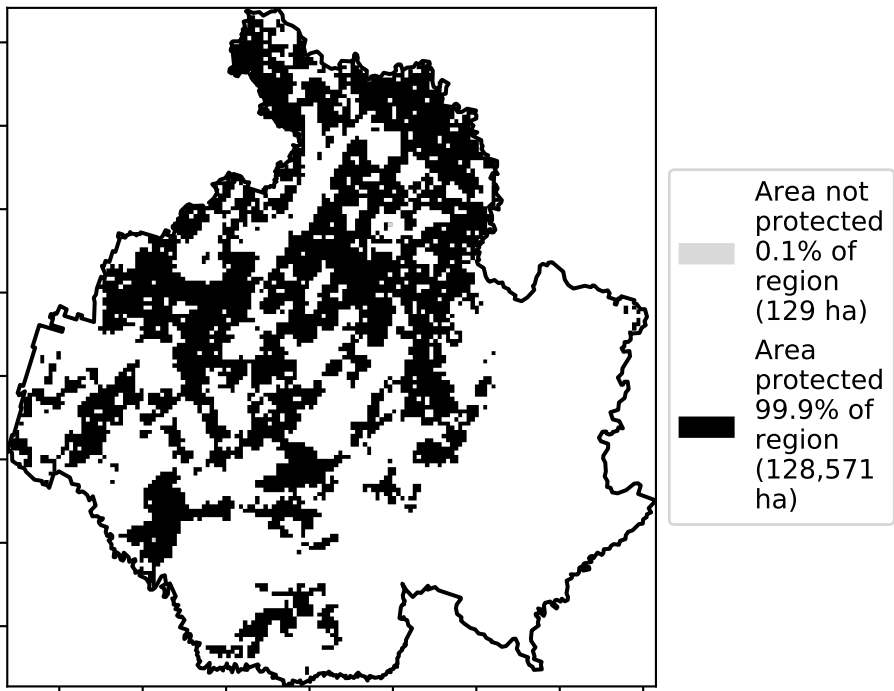 Area not
protected
0.1% of
region
(129 ha)
Area
protected
99.9% of
region
(128,571
ha)